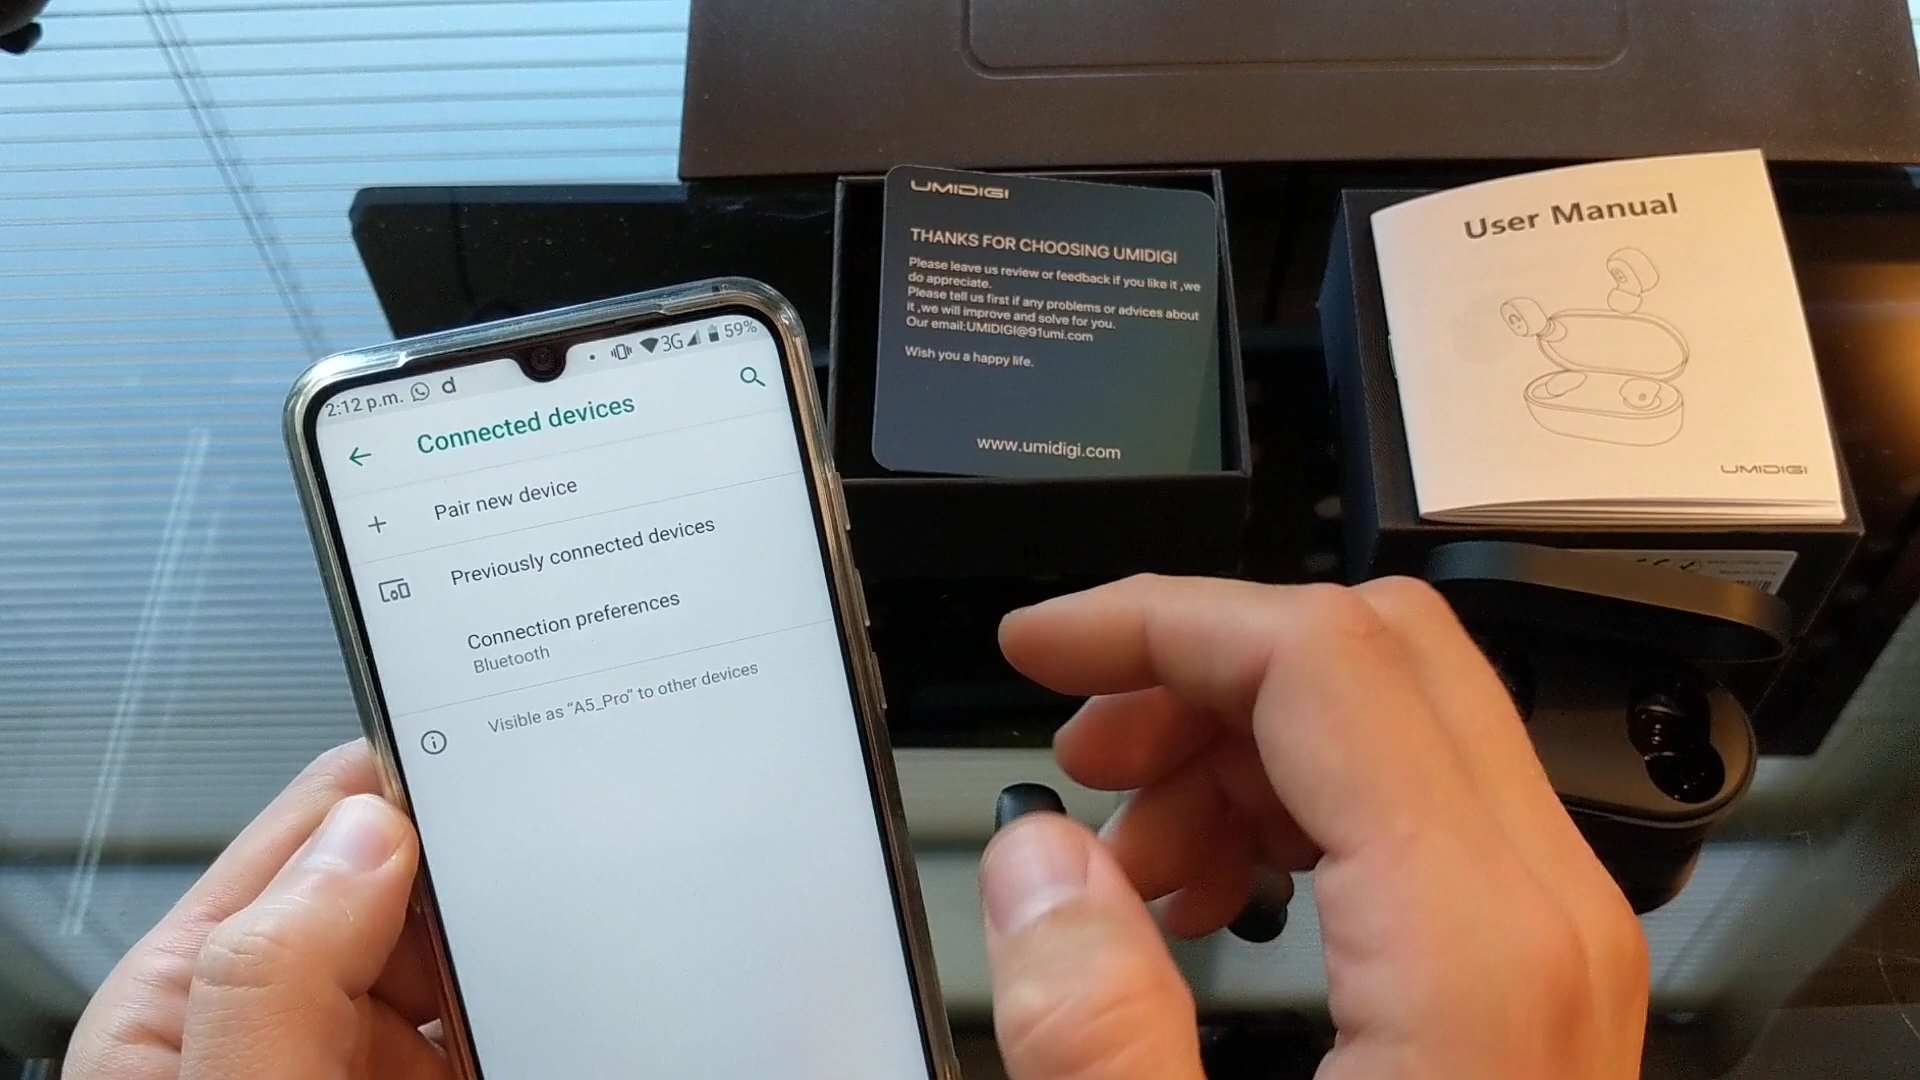 2:12 p.m. d 3G 59%
Connected devices
Pair new device
Previously connected devices
Connection preferences
Bluetooth
Visible as "A5_Pro" to other devices
UMIDIGI
THANKS FOR CHOOSING UMIDIGI
Please leave us review or feedback if you like it ,we
do appreciate.
Please tell us first if any problems or advices about
it ,we will improve and solve for you.
Our email:UMIDIGI@91umi.com
Wish you a happy life.
www.umidigi.com
User Manual
UMIDIGI